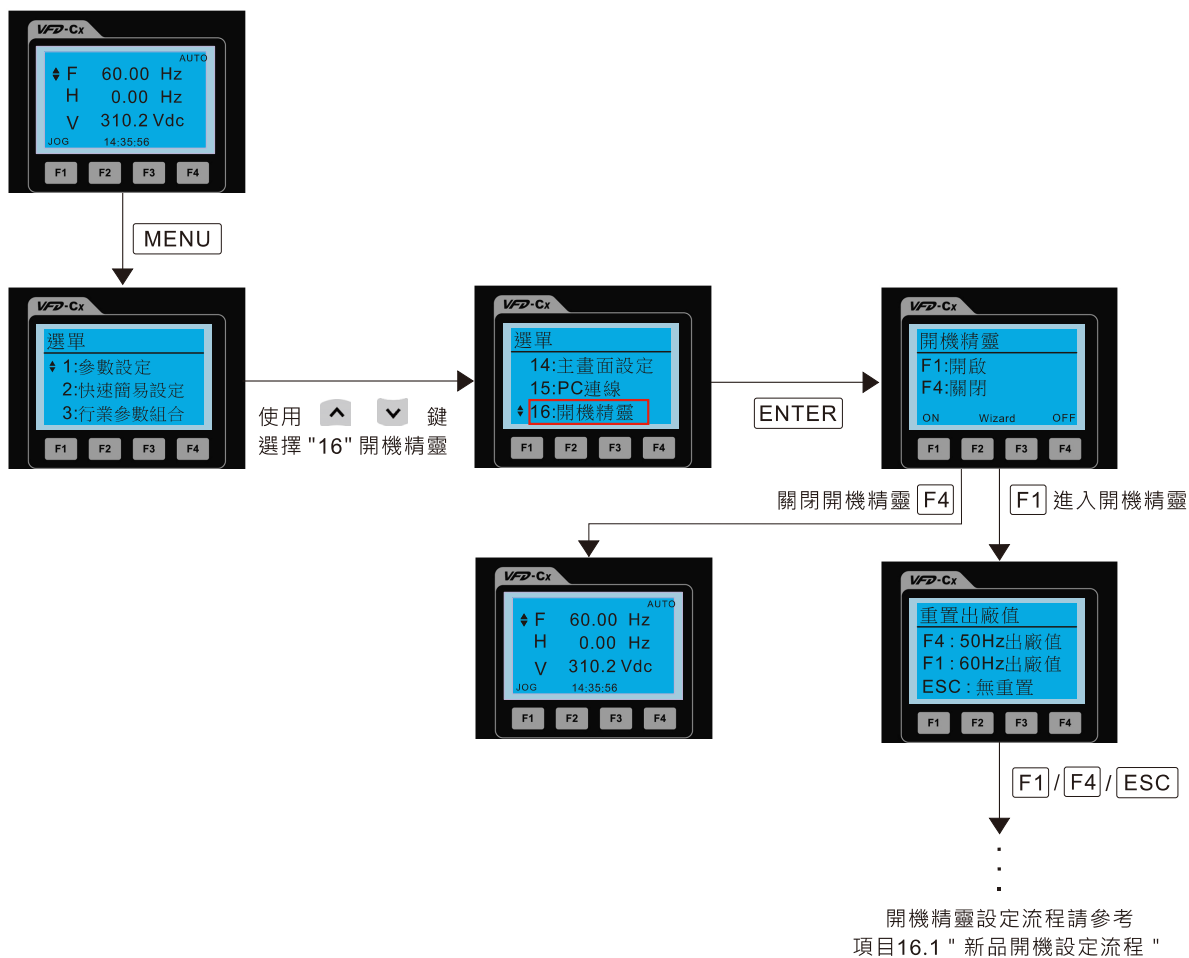 VFD-Cx
AUTO
F 60.00 Hz
H 0.00 Hz
V 310.2 Vdc
JOG 14:35:56
F1 F2 F3 F4
MENU
VFD-Cx
選單
1:參數設定
2:快速簡易設定
3:行業參數組合
F1 F2 F3 F4
使用 鍵
選擇 "16" 開機精靈
VFD-Cx
選單
14:主畫面設定
15:PC連線
16:開機精靈
F1 F2 F3 F4
ENTER
VFD-Cx
開機精靈
F1:開啟
F4:關閉
ON Wizard OFF
F1 F2 F3 F4
關閉開機精靈 F4
F1 進入開機精靈
VFD-Cx
AUTO
F 60.00 Hz
H 0.00 Hz
V 310.2 Vdc
JOG 14:35:56
F1 F2 F3 F4
VFD-Cx
重置出廠值
F4 : 50Hz出廠值
F1 : 60Hz出廠值
ESC : 無重置
F1 F2 F3 F4
F1 / F4 / ESC
開機精靈設定流程請參考
項目16.1 " 新品開機設定流程 "